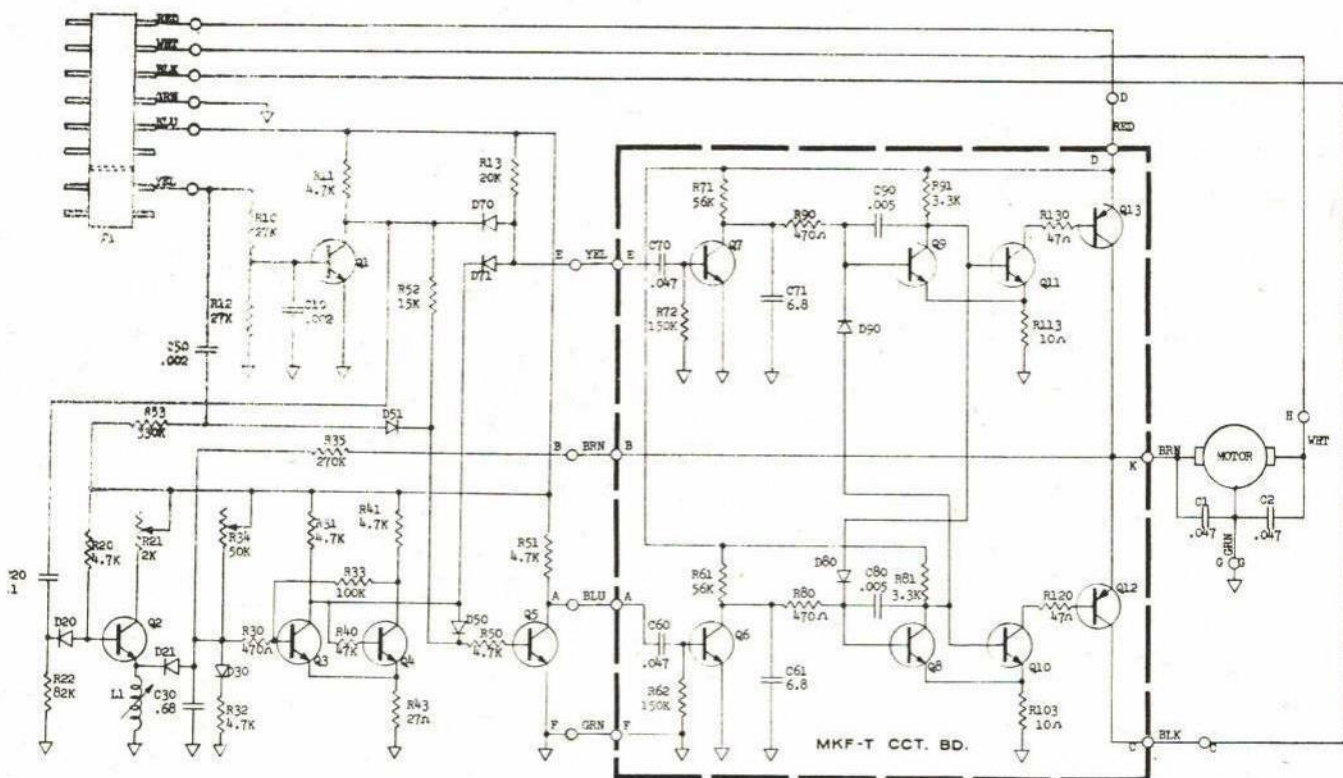 RED
WHT
BLK
GRN
BLU
YEL
R11
4.7K
R13
20K
R10
27K
R12
27K
Q1
D70
D71
R52
15K
C50
.002
.002
R53
D51
R35
270K
E
YEL
E
B
BRN
B
R20
4.7K
R21
2K
R34
50K
4.7K
R41
4.7K
R33
100K
R51
4.7K
D20
Q2
D21
R22
82K
L1
C30
.68
R30
470Ω
D30
R32
4.7K
Q3
R40
47K
Q4
R43
27Ω
D50
R50
4.7K
Q5
A
BLU
A
F
GRN
F
D
RED
D
R71
56K
C70
.047
Q7
R72
150K
R90
470Ω
C71
6.8
C90
.005
R91
3.3K
Q9
D90
R130
47Ω
Q13
Q11
R113
10Ω
R61
56K
C60
.047
Q6
R62
150K
D80
R80
470Ω
C61
6.8
C80
.005
R81
3.3K
Q8
Q10
R120
47Ω
Q12
R103
10Ω
MKF-T CCT. BD.
K
BRN
MOTOR
H
WHT
C1
.047
C2
.047
GRN
G
G
C
BLK
C